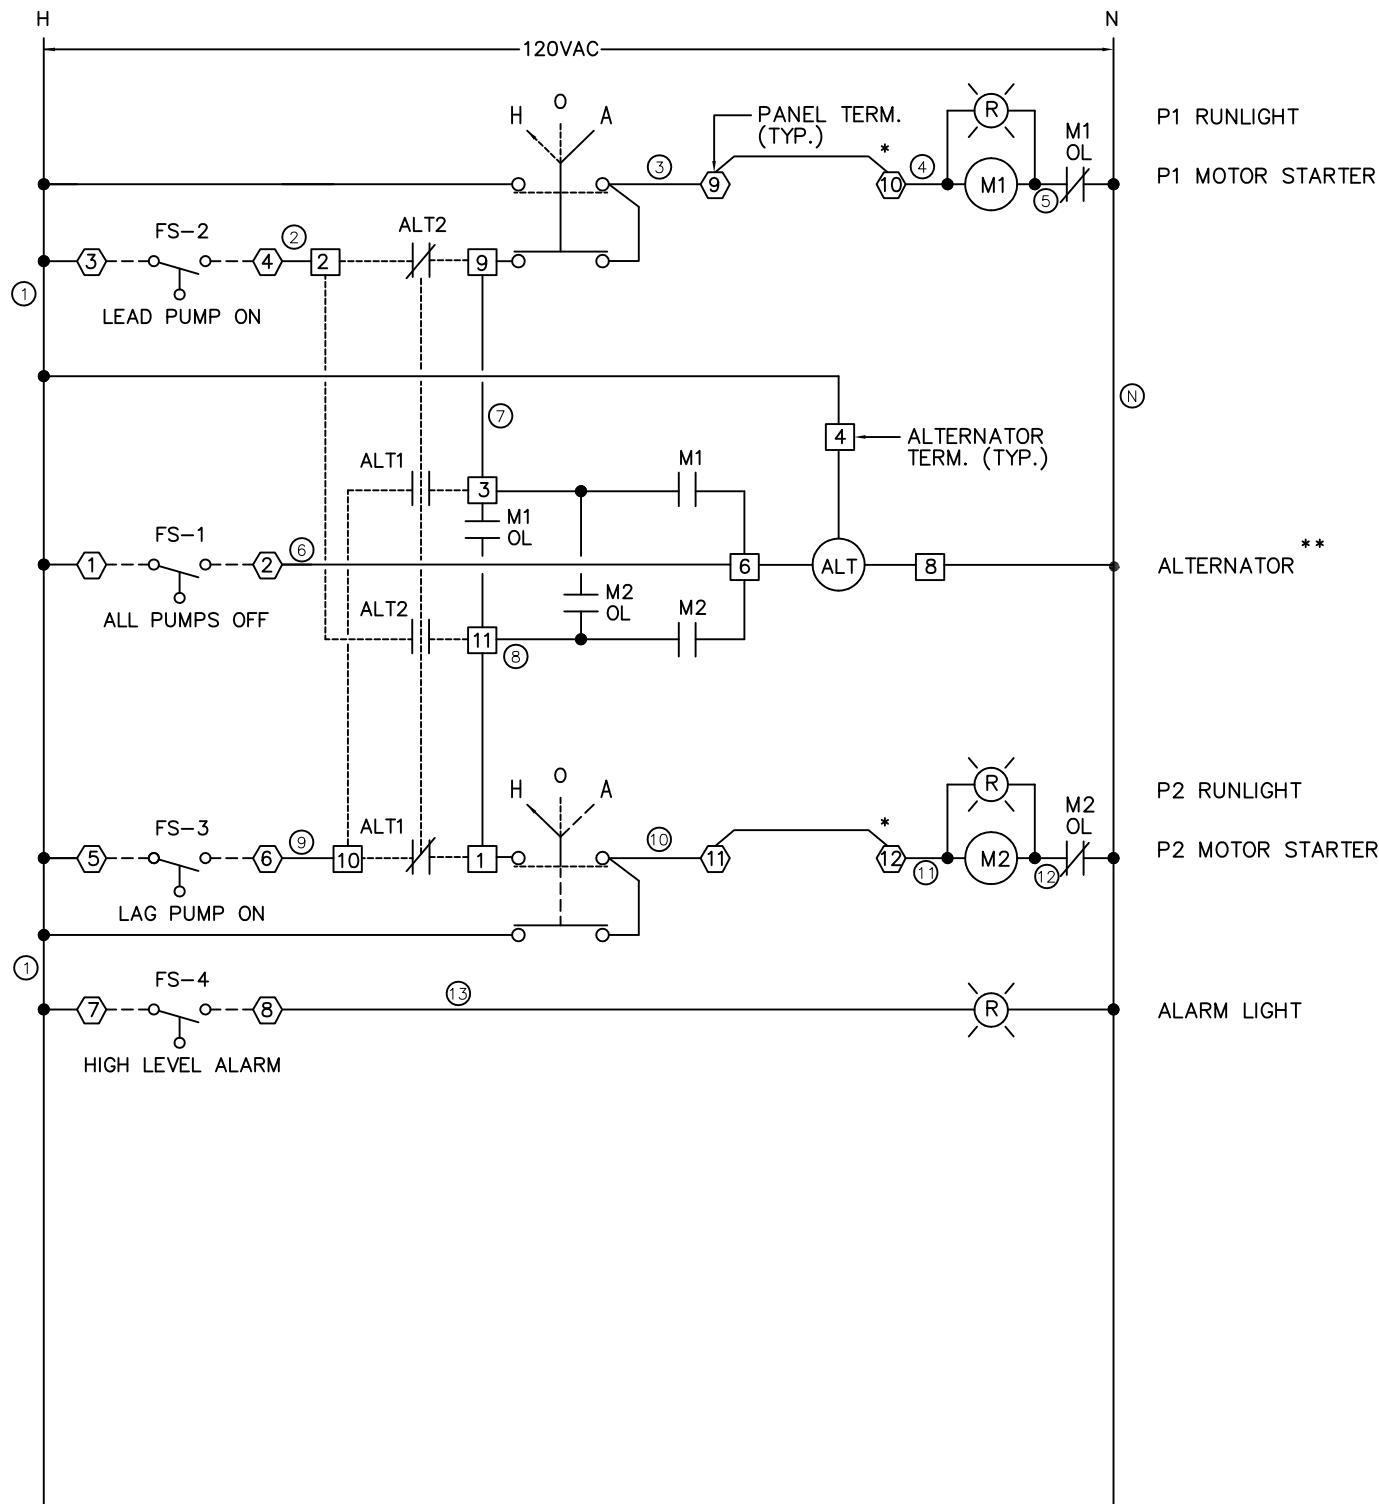 H N
120VAC
H O A
PANEL TERM.
(TYP.)
R
M1
OL
P1 RUNLIGHT
3 9 * 10 4 M1 5
P1 MOTOR STARTER
FS-2 ALT2
3 4 2 2 9
1
LEAD PUMP ON
7 N
4 ALTERNATOR
TERM. (TYP.)
ALT1 3 M1
M1
OL
FS-1
1 2 6 6 ALT 8
ALTERNATOR **
ALL PUMPS OFF
ALT2 M2
OL
M2
11 8
H O A
R
M2
OL
P2 RUNLIGHT
FS-3 ALT1
5 6 9 10 1 10 11 * 12 11 M2 12
P2 MOTOR STARTER
LAG PUMP ON
1
FS-4
7 8 13 R
ALARM LIGHT
HIGH LEVEL ALARM